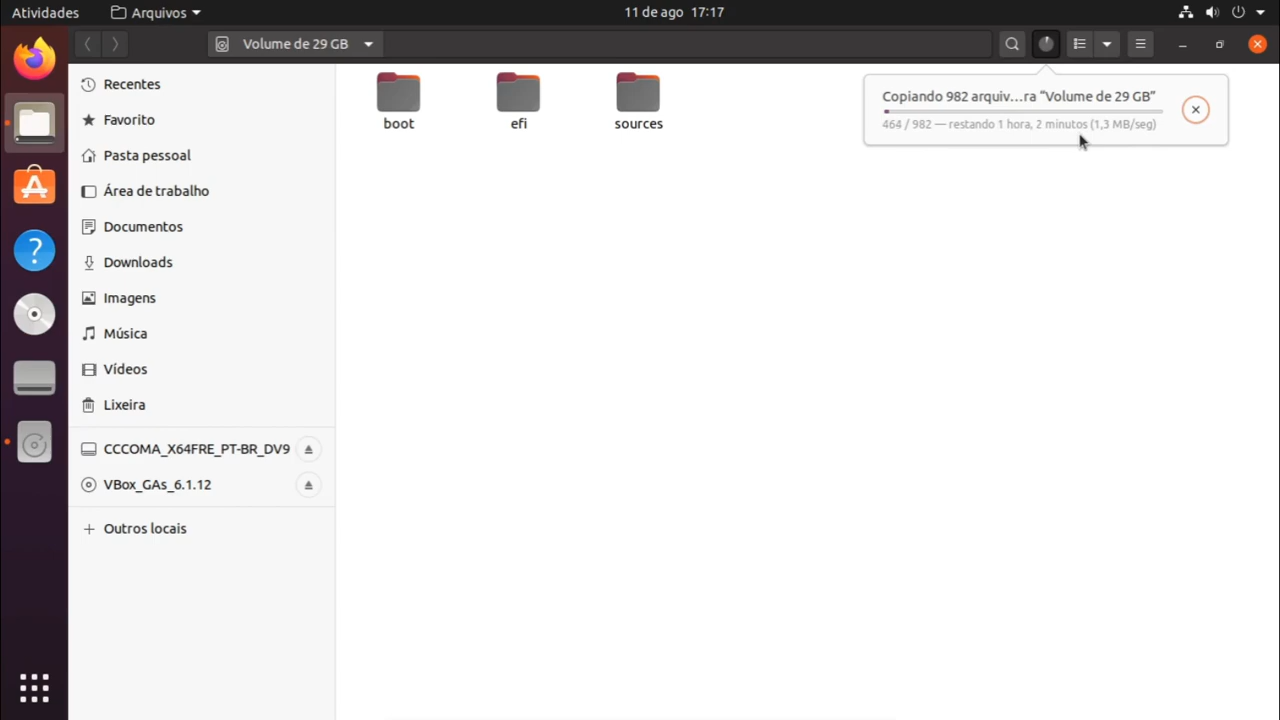 Atividades
Arquivos
11 de ago 17:17
Volume de 29 GB
Recentes
Favorito
Pasta pessoal
Área de trabalho
Documentos
Downloads
Imagens
Música
Vídeos
Lixeira
CCCOMA_X64FRE_PT-BR_DV9
VBox_GAs_6.1.12
+ Outros locais
boot
efi
sources
Copiando 982 arquiv...ra “Volume de 29 GB”
464 / 982 — restando 1 hora, 2 minutos (1,3 MB/seg)